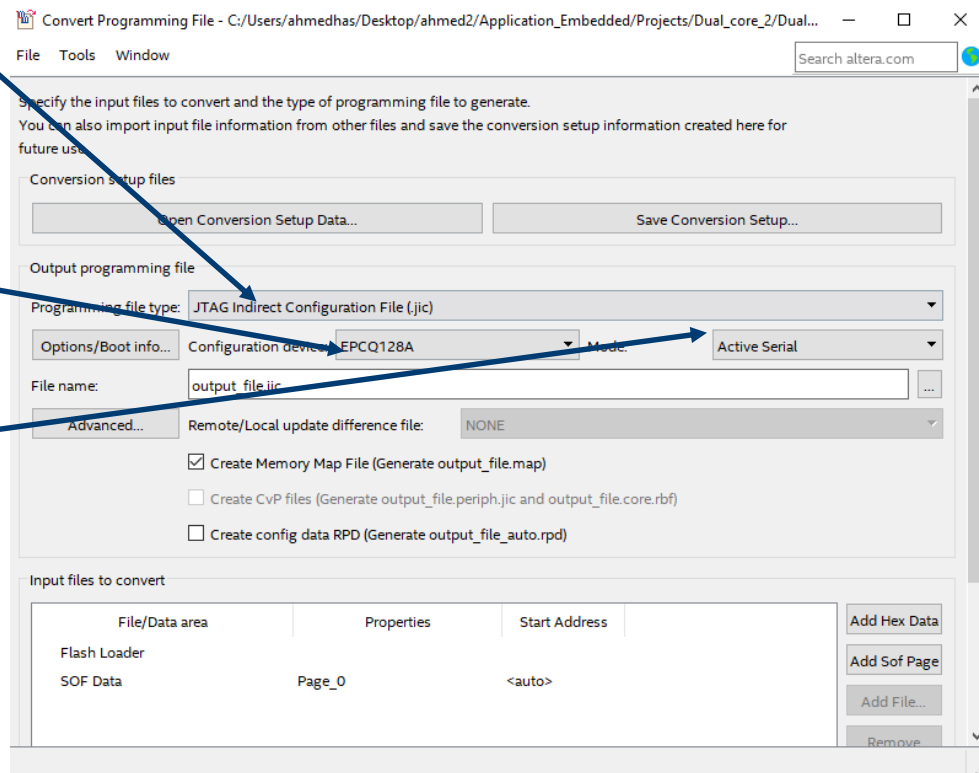 Convert Programming File - C:/Users/ahmedhas/Desktop/ahmed2/Application_Embedded/Projects/Dual_core_2/Dual...
File Tools Window
Search altera.com
Specify the input files to convert and the type of programming file to generate.
You can also import input file information from other files and save the conversion setup information created here for
future use.
Conversion setup files
Open Conversion Setup Data...
Save Conversion Setup...
Output programming file
Programming file type: JTAG Indirect Configuration File (.jic)
Options/Boot info... Configuration device: EPCQ128A Mode: Active Serial
File name: output_file.jic ...
Advanced... Remote/Local update difference file: NONE
Create Memory Map File (Generate output_file.map)
Create CvP files (Generate output_file.periph.jic and output_file.core.rbf)
Create config data RPD (Generate output_file_auto.rpd)
Input files to convert
File/Data area Properties Start Address
Add Hex Data
Flash Loader
Add Sof Page
SOF Data Page_0 <auto>
Add File...
Remove